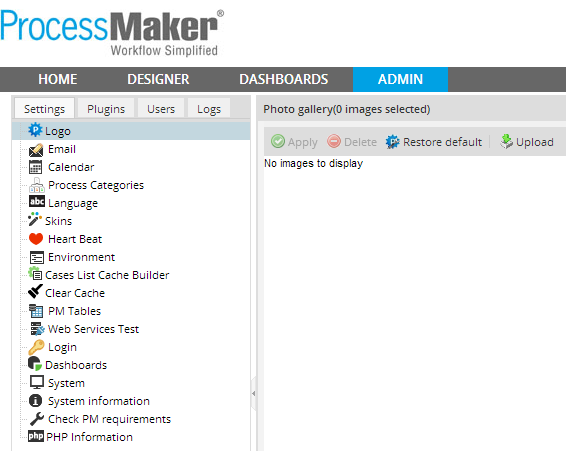 ProcessMaker®
Workflow Simplified
HOME DESIGNER DASHBOARDS ADMIN
Settings Plugins Users Logs
Photo gallery(0 images selected)
Logo
Email
Calendar
Process Categories
abc Language
Skins
Heart Beat
Environment
Cases List Cache Builder
Clear Cache
PM Tables
Web Services Test
Login
Dashboards
System
System information
Check PM requirements
php PHP Information
Apply Delete Restore default Upload
No images to display